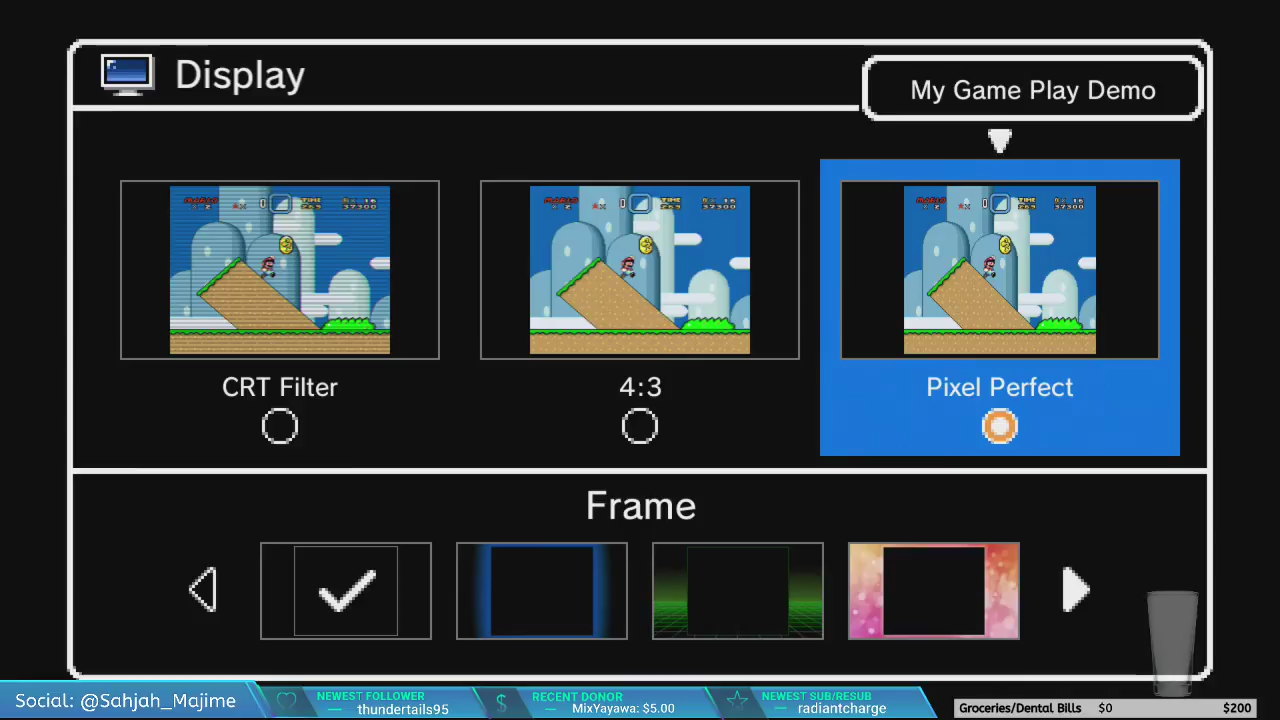 Display
My Game Play Demo
CRT Filter
4:3
Pixel Perfect
Frame
Social: @Sahjah_Majime
NEWEST FOLLOWER
thundertails95
RECENT DONOR
MixYayawa: $5.00
NEWEST SUB/RESUB
radiantcharge
Groceries/Dental Bills $0 $200